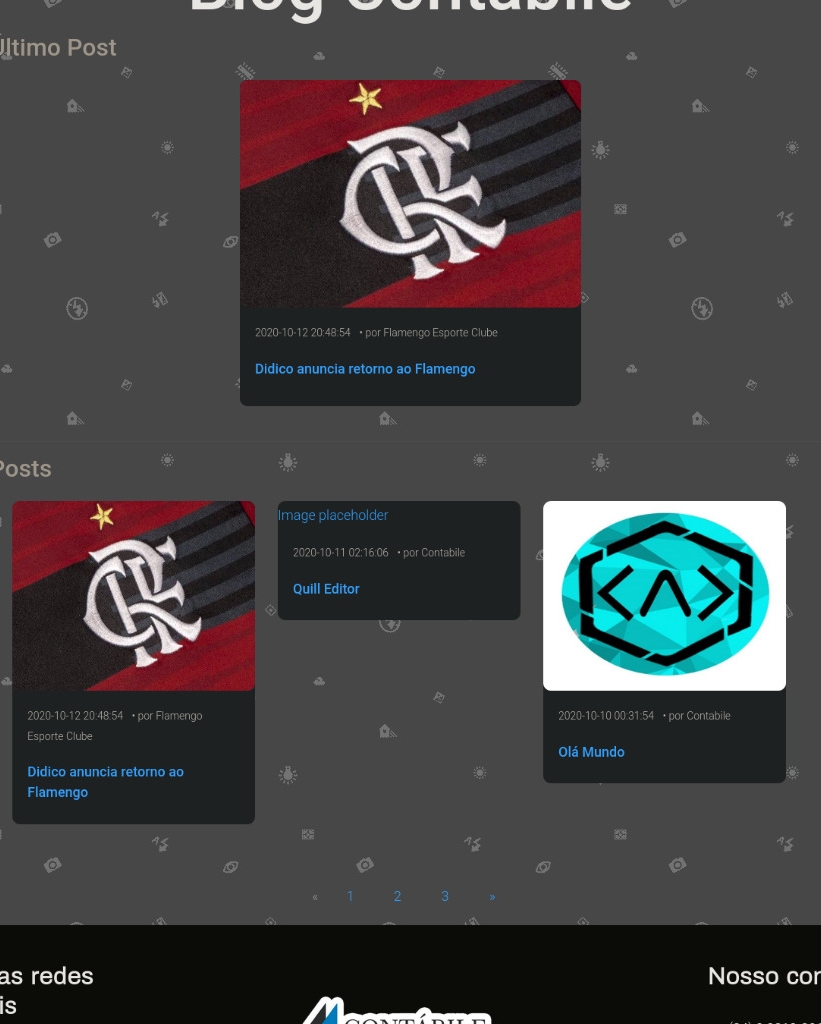 Blog Contabile
Último Post
2020-10-12 20:48:54 • por Flamengo Esporte Clube
Didico anuncia retorno ao Flamengo
Posts
2020-10-12 20:48:54 • por Flamengo
Esporte Clube
Didico anuncia retorno ao
Flamengo
Image placeholder
2020-10-11 02:16:06 • por Contabile
Quill Editor
2020-10-10 00:31:54 • por Contabile
Olá Mundo
« 1 2 3 »
as redes
is
CONTÁBILE
Nosso con